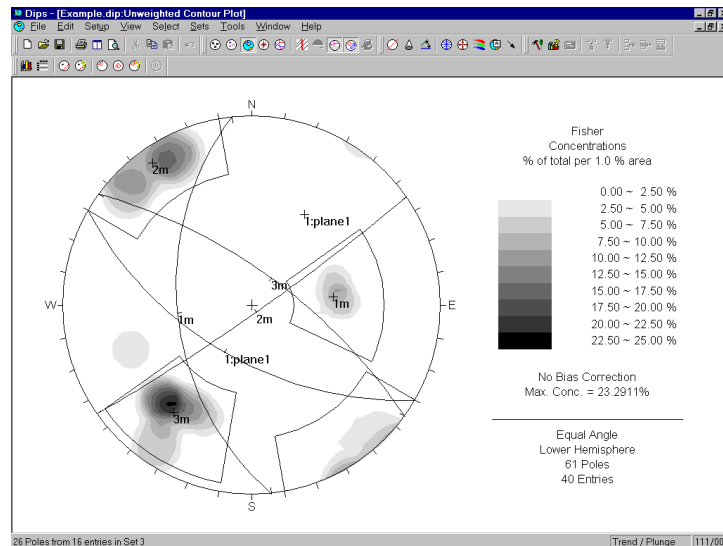 Dips - [Example.dip:Unweighted Contour Plot]
File Edit Setup View Select Sets Tools Window Help
N
2m
1:plane1
3m
1m
W
E
1m
2m
1:plane1
3m
S
Fisher
Concentrations
% of total per 1.0 % area
0.00 ~ 2.50 %
2.50 ~ 5.00 %
5.00 ~ 7.50 %
7.50 ~ 10.00 %
10.00 ~ 12.50 %
12.50 ~ 15.00 %
15.00 ~ 17.50 %
17.50 ~ 20.00 %
20.00 ~ 22.50 %
22.50 ~ 25.00 %
No Bias Correction
Max. Conc. = 23.2911%
Equal Angle
Lower Hemisphere
61 Poles
40 Entries
26 Poles from 16 entries in Set 3
Trend / Plunge
111/00